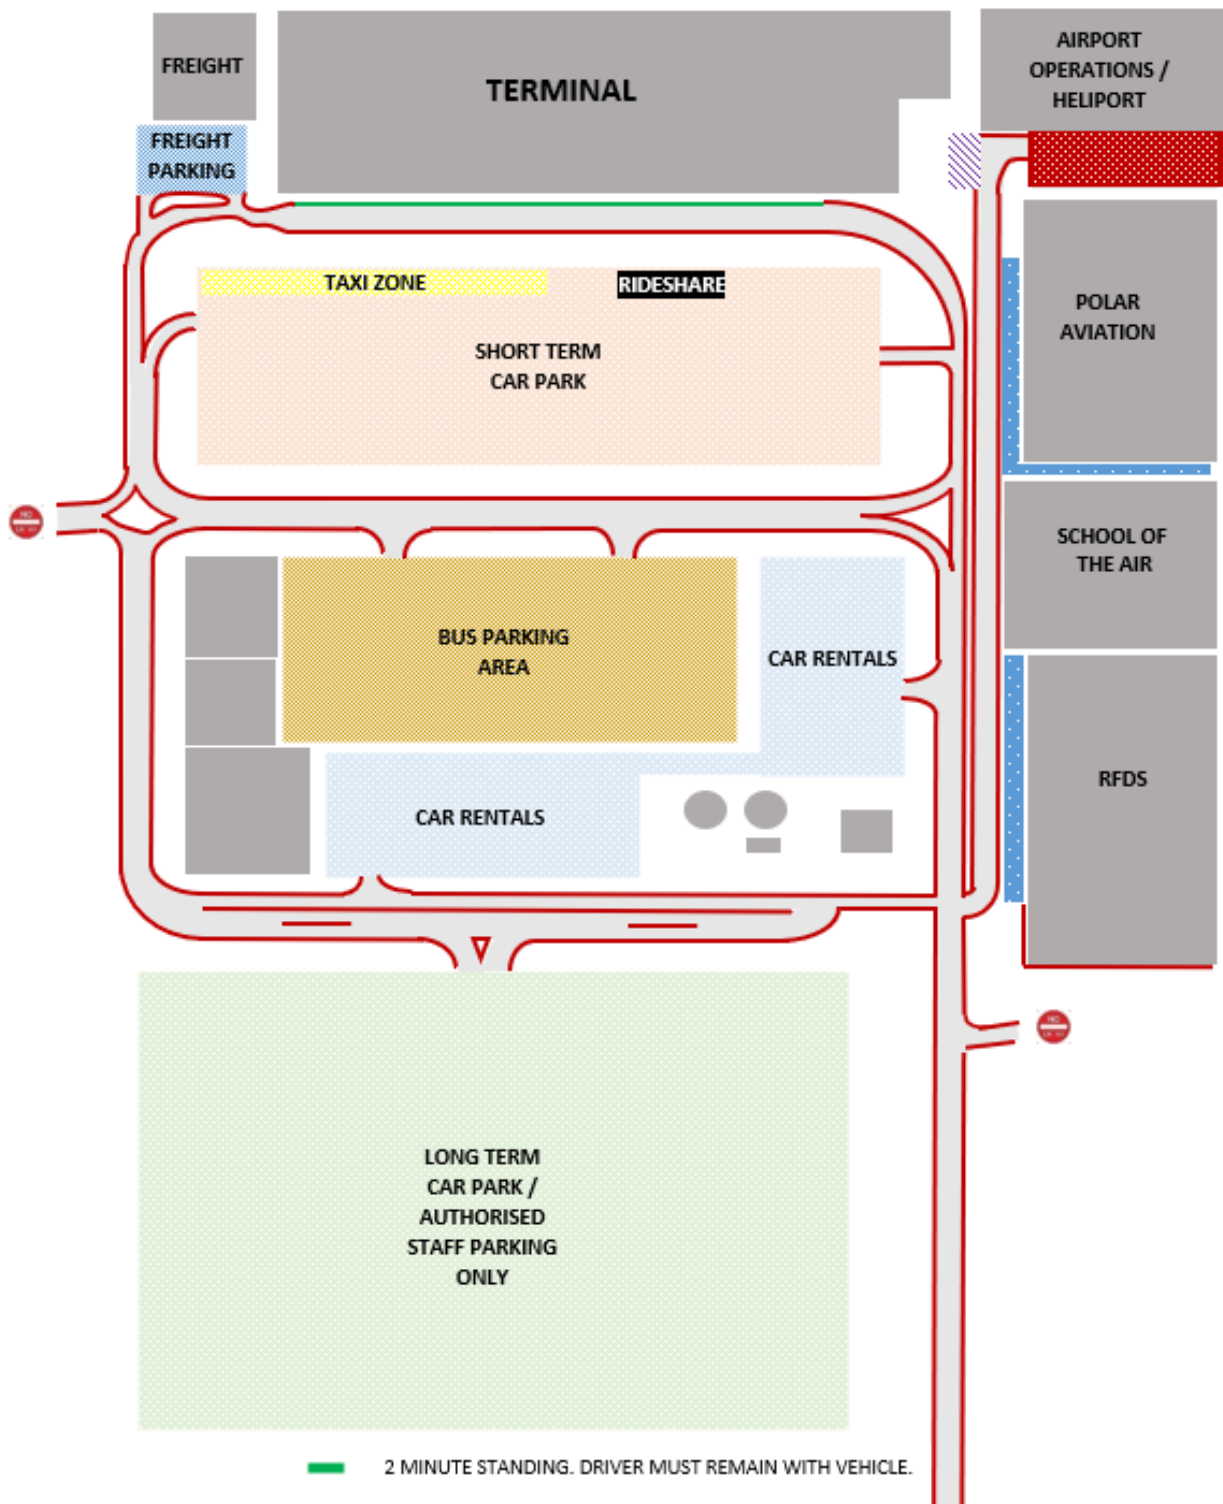 FREIGHT
TERMINAL
AIRPORT
OPERATIONS /
HELIPORT
FREIGHT
PARKING
TAXI ZONE
RIDESHARE
POLAR
AVIATION
SHORT TERM
CAR PARK
NO
SCHOOL OF
THE AIR
BUS PARKING
AREA
CAR RENTALS
RFDS
CAR RENTALS
NO
LONG TERM
CAR PARK /
AUTHORISED
STAFF PARKING
ONLY
2 MINUTE STANDING. DRIVER MUST REMAIN WITH VEHICLE.